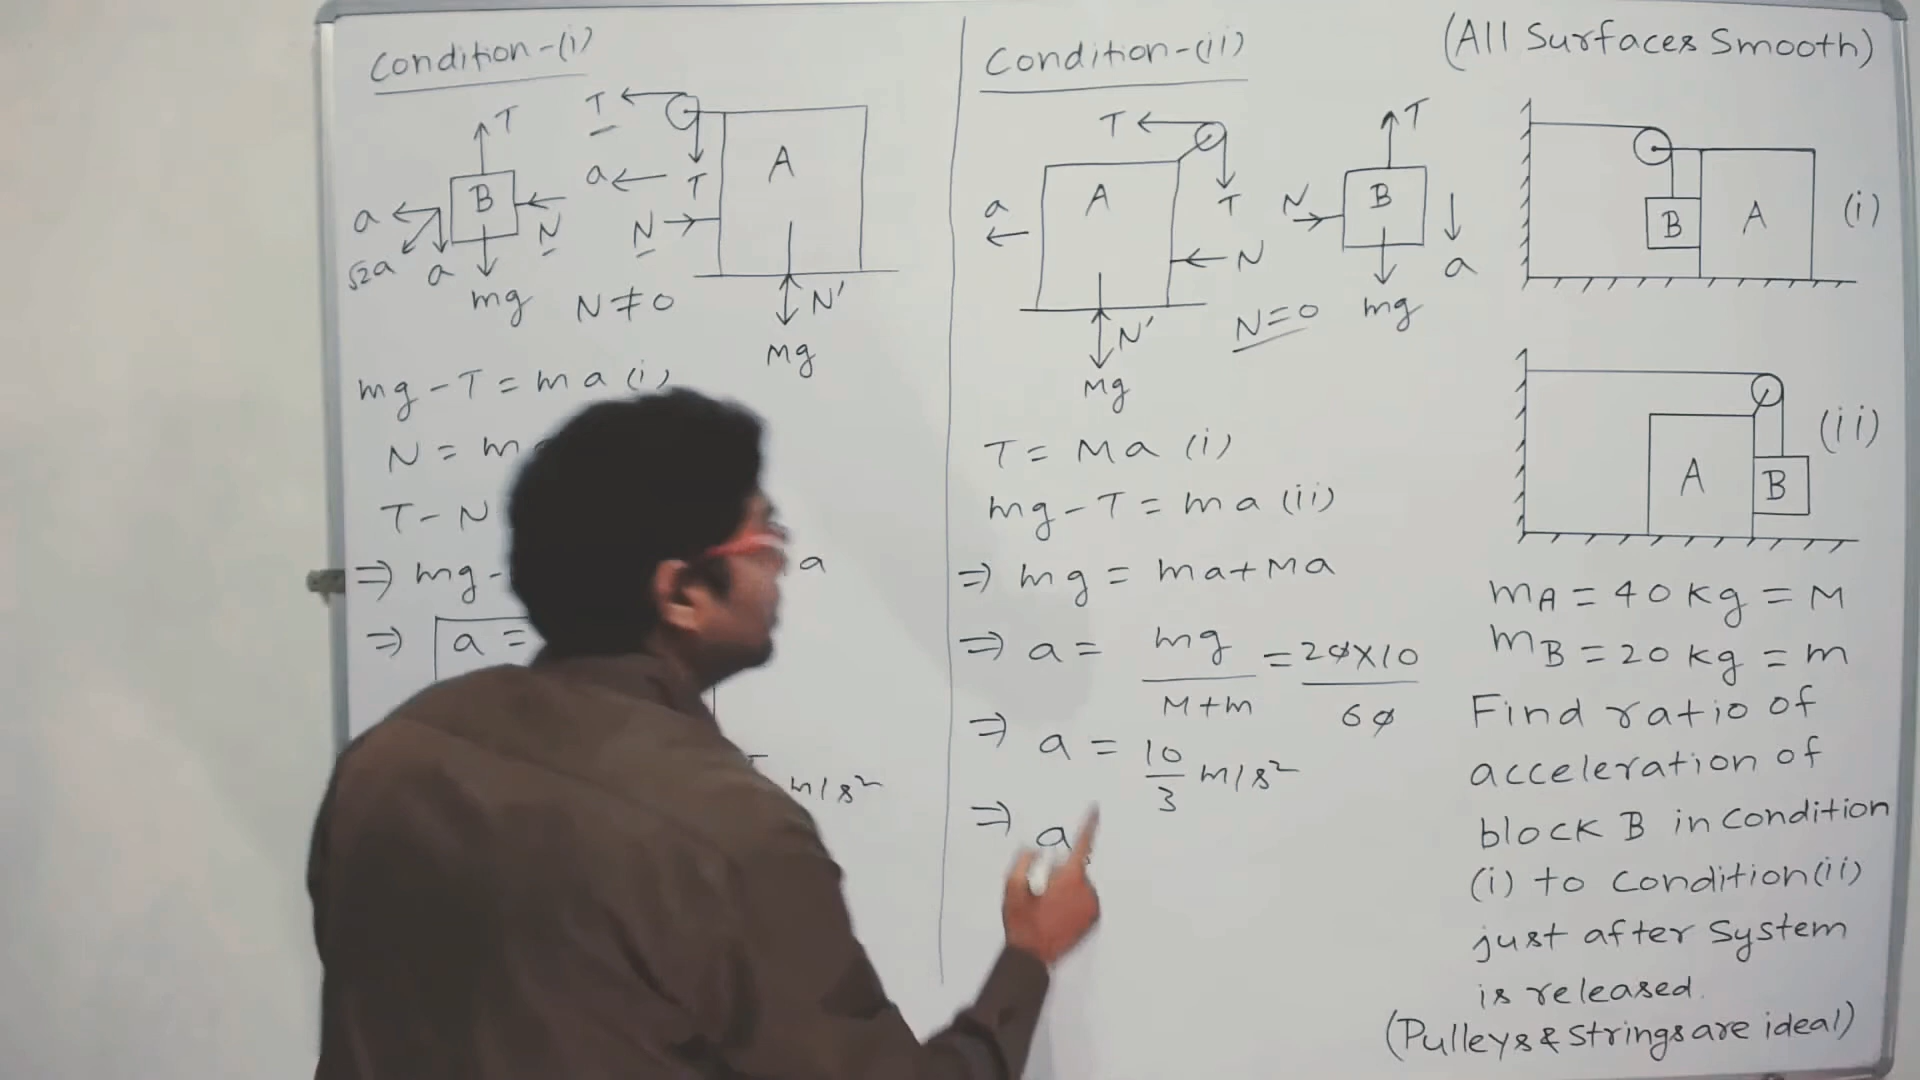 Condition-(i)
T
T
A
a
T
B
N
a
N
√2a
a
mg
N≠0
N'
Mg
mg-T=ma(i)
N=m
T-N
⇒ mg-
a
⇒ a=
m/s²
Condition-(ii)
T
T
A
T
N
B
a
N
a
N'
N=0
mg
Mg
T=Ma (i)
mg-T=ma (ii)
⇒ mg = ma+Ma
⇒ a = mg/M+m = 20×10/60
⇒ a = 10/3 m/s²
⇒ a
(All Surfaces Smooth)
B
A
(i)
(ii)
A
B
mA = 40 kg = M
mB = 20 kg = m
Find ratio of
acceleration of
block B in condition
(i) to condition(ii)
just after system
is released.
(Pulleys & Strings are ideal)